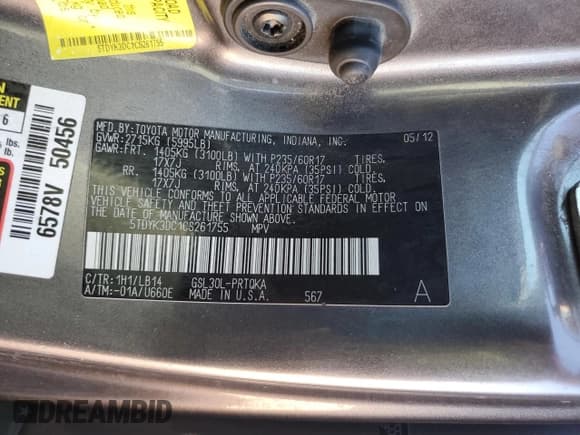 5TDYK3DC1CS261755
6
Lbs.
lb.
6578V 50456
MFD.BY:TOYOTA MOTOR MANUFACTURING, INDIANA, INC. 05/12
GVWR:2715KG (5995LB)
GAWR:FRT. 1405KG (3100LB) WITH P235/60R17 TIRES,
17X7J RIMS, AT 240KPA (35PSI) COLD.
RR. 1405KG (3100LB) WITH P235/60R17 TIRES,
17X7J RIMS, AT 240KPA (35PSI) COLD.
THIS VEHICLE CONFORMS TO ALL APPLICABLE FEDERAL MOTOR
VEHICLE SAFETY AND THEFT PREVENTION STANDARDS IN EFFECT ON
THE DATE OF MANUFACTURE SHOWN ABOVE.
5TDYK3DC1CS261755 MPV
C/TR:1H1/LB14 GSL30L-PRTQKA
A/TM:-01A/U660E MADE IN U.S.A. 567 A
DREAMBID